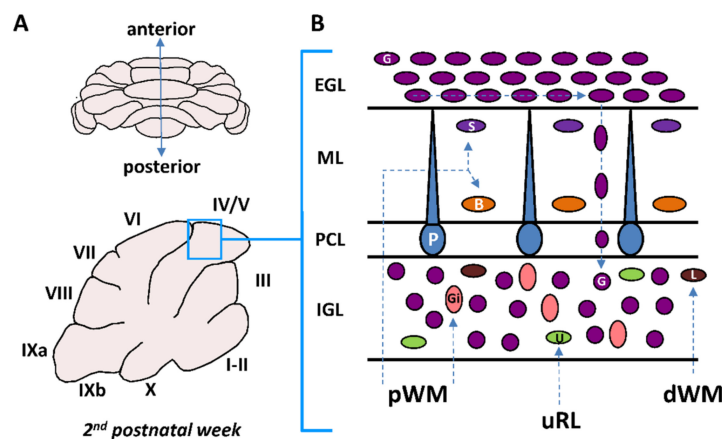 A
anterior
posterior
IV/V
VI
VII
VIII
III
IXa
I-II
IXb
X
2nd postnatal week
B
EGL
G
ML
S
B
PCL
P
IGL
G
L
Gi
U
pWM
uRL
dWM